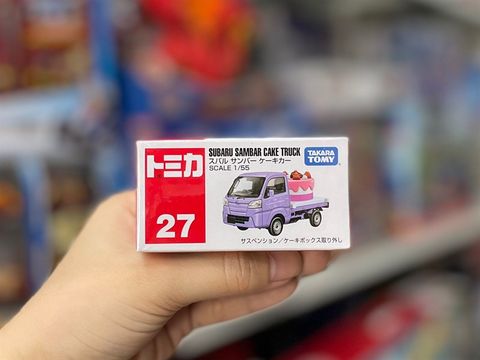 トミカ
27
SUBARU SAMBAR CAKE TRUCK
スバル サンバー ケーキカー
SCALE 1/55
TAKARA
TOMY
サスペンション/ケーキボックス取り外し